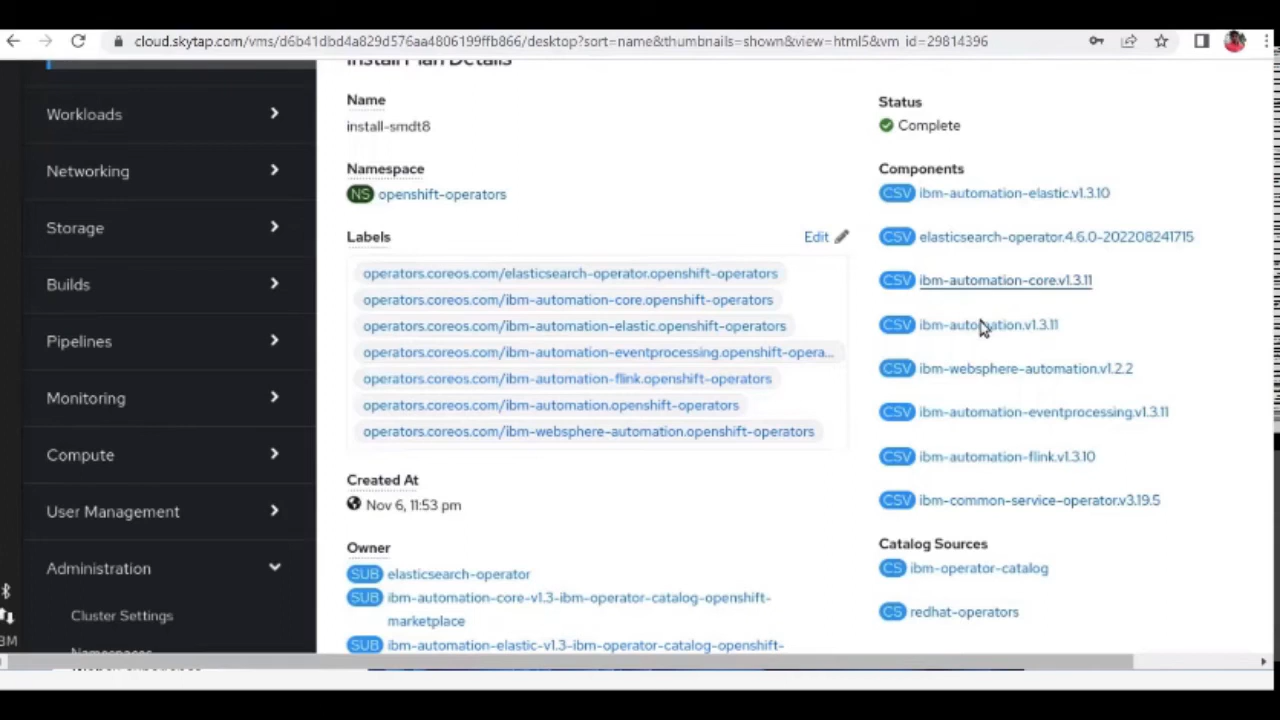 cloud.skytap.com/vms/d6b41dbd4a829d576aa4806199ffb866/desktop?sort=name&thumbnails=shown&view=html5&vm_id=29814396
Workloads
Networking
Storage
Builds
Pipelines
Monitoring
Compute
User Management
Administration
Cluster Settings
Namespaces
BM
Install Plan Details
Name
install-smdt8
Namespace
NS openshift-operators
Labels
Edit
operators.coreos.com/elasticsearch-operator.openshift-operators
operators.coreos.com/ibm-automation-core.openshift-operators
operators.coreos.com/ibm-automation-elastic.openshift-operators
operators.coreos.com/ibm-automation-eventprocessing.openshift-opera...
operators.coreos.com/ibm-automation-flink.openshift-operators
operators.coreos.com/ibm-automation.openshift-operators
operators.coreos.com/ibm-websphere-automation.openshift-operators
Created At
Nov 6, 11:53 pm
Owner
SUB elasticsearch-operator
SUB ibm-automation-core-v1.3-ibm-operator-catalog-openshift-
marketplace
SUB ibm-automation-elastic-v1.3-ibm-operator-catalog-openshift-
Status
Complete
Components
CSV ibm-automation-elastic.v1.3.10
CSV elasticsearch-operator.4.6.0-202208241715
CSV ibm-automation-core.v1.3.11
CSV ibm-automation.v1.3.11
CSV ibm-websphere-automation.v1.2.2
CSV ibm-automation-eventprocessing.v1.3.11
CSV ibm-automation-flink.v1.3.10
CSV ibm-common-service-operator.v3.19.5
Catalog Sources
CS ibm-operator-catalog
CS redhat-operators